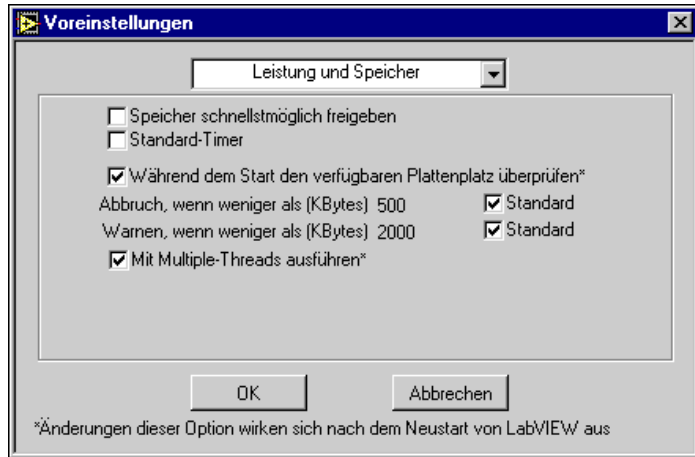 Voreinstellungen
Leistung und Speicher
Speicher schnellstmöglich freigeben
Standard-Timer
Während dem Start den verfügbaren Plattenplatz überprüfen*
Abbruch, wenn weniger als (KBytes) 500 Standard
Warnen, wenn weniger als (KBytes) 2000 Standard
Mit Multiple-Threads ausführen*
OK Abbrechen
*Änderungen dieser Option wirken sich nach dem Neustart von LabVIEW aus